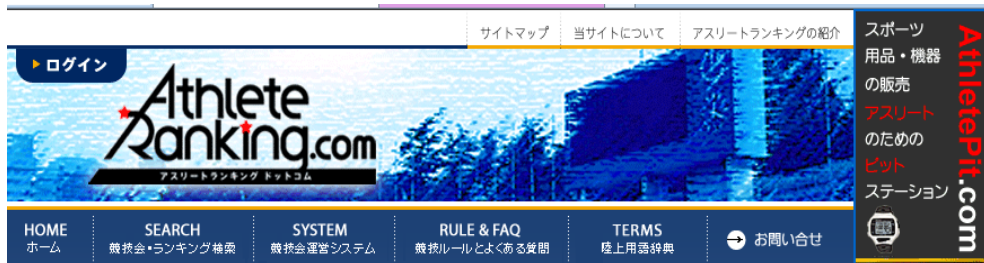 サイトマップ
当サイトについて
アスリートランキングの紹介
ログイン
Athlete
Ranking.com
アスリートランキング ドットコム
HOME
ホーム
SEARCH
競技会・ランキング検索
SYSTEM
競技会運営システム
RULE & FAQ
競技ルールとよくある質問
TERMS
陸上用語辞典
お問い合せ
スポーツ
用品・機器
の販売
アスリート
のための
ピット
ステーション
AthletePit.com